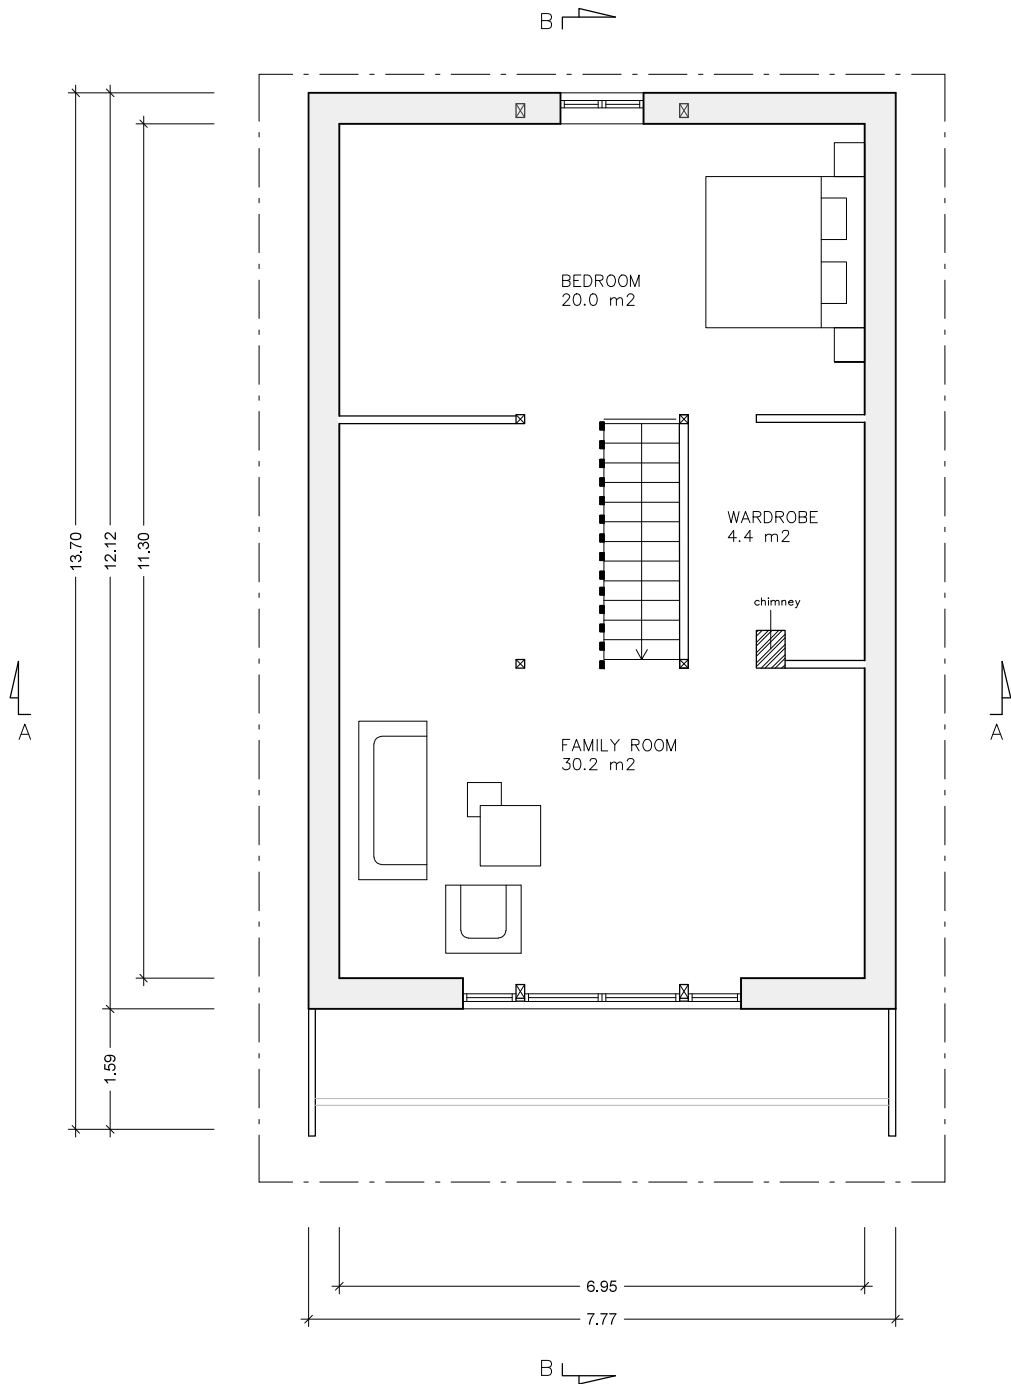 B
BEDROOM
20.0 m2
WARDROBE
4.4 m2
chimney
13.70
12.12
11.30
A
A
FAMILY ROOM
30.2 m2
1.59
6.95
7.77
B